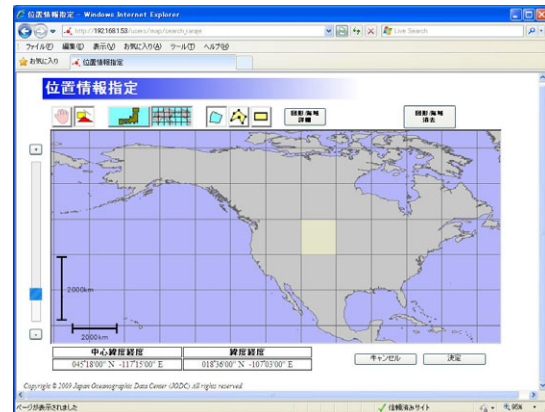 位置情報指定 - Windows Internet Explorer
http://192.168.1.53/users/map/search_range
Live Search
ファイル(F) 編集(E) 表示(V) お気に入り(A) ツール(T) ヘルプ(H)
お気に入り 位置情報指定
位置情報指定
図形/海域
詳細
図形/海域
消去
2000km
2000km
中心緯度経度 緯度経度
045°18'00" N -117°15'00" E 018°36'00" N -107°03'00" E
キャンセル 決定
Copyright © 2009 Japan Oceanographic Data Center (JODC) All rights reserved
ページが表示されました 信頼済みサイト 95%